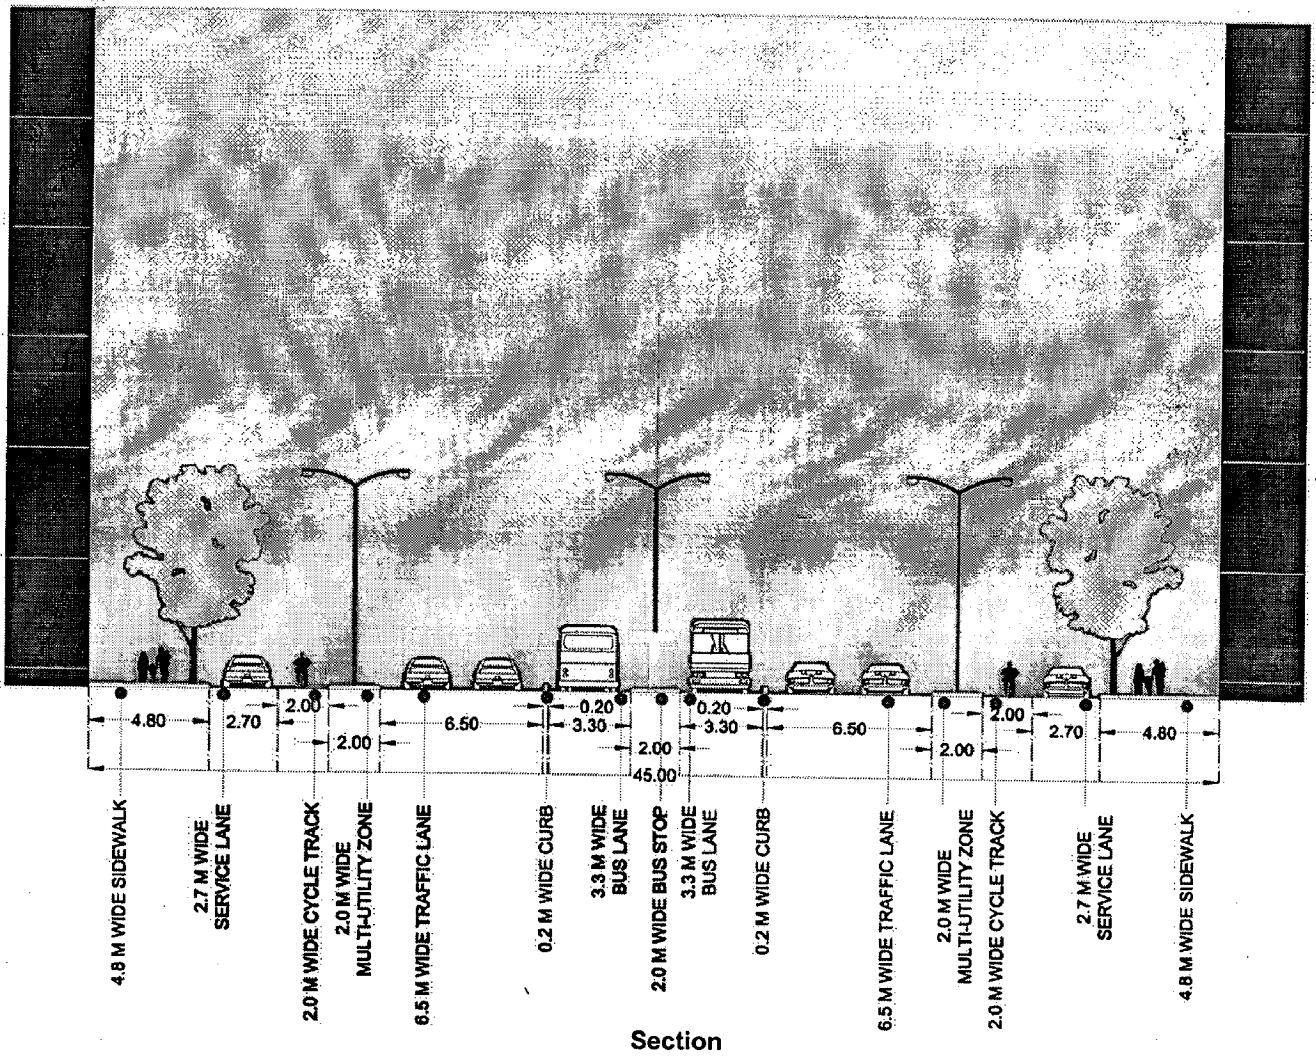 2.00
0.20
0.20
2.00
4.80
2.70
6.50
3.30
3.30
6.50
2.70
4.80
2.00
2.00
2.00
45.00
4.8 M WIDE SIDEWALK
2.7 M WIDE
SERVICE LANE
2.0 M WIDE CYCLE TRACK
2.0 M WIDE
MULTI-UTILITY ZONE
6.5 M WIDE TRAFFIC LANE
0.2 M WIDE CURB
3.3 M WIDE
BUS LANE
2.0 M WIDE BUS STOP
3.3 M WIDE
BUS LANE
0.2 M WIDE CURB
6.5 M WIDE TRAFFIC LANE
2.0 M WIDE
MULTI-UTILITY ZONE
2.0 M WIDE CYCLE TRACK
2.7 M WIDE
SERVICE LANE
4.8 M WIDE SIDEWALK
Section